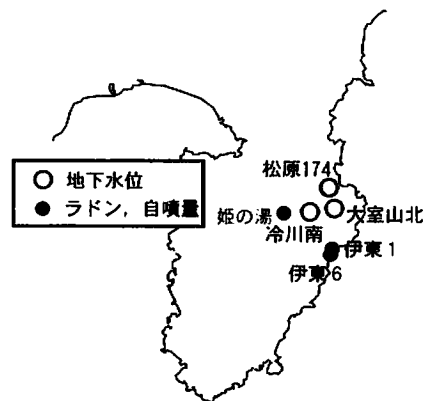 松原174
地下水位
ラドン，自噴量
姫の湯
大室山北
冷川南
伊東1
伊東6